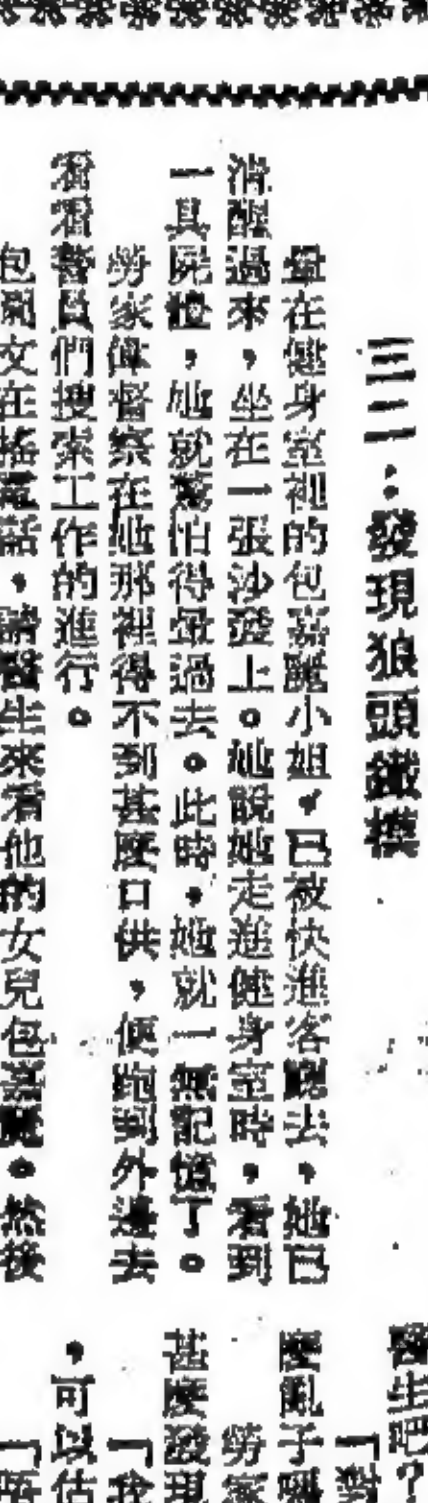 三二：發現狼頭鐵模
暈在健身室裡的包嘉麗小姐，已被快進客廳去，她已
清醒過來，坐在一張沙發上。她說她走進健身室時，看到
一具屍體，她就驚怕得暈過去。此時，她就一無記憶了。
勞家偉督察在她那裡得不到甚麼口供，便跑到外邊去
看看警員們搜索工作的進行。
包爾文在搖電話，請醫生來看他的女兒包嘉麗。然後
醫生吧？
「對
麼亂子嗎
勞家
甚麼發現
「我
，可以估
「唔